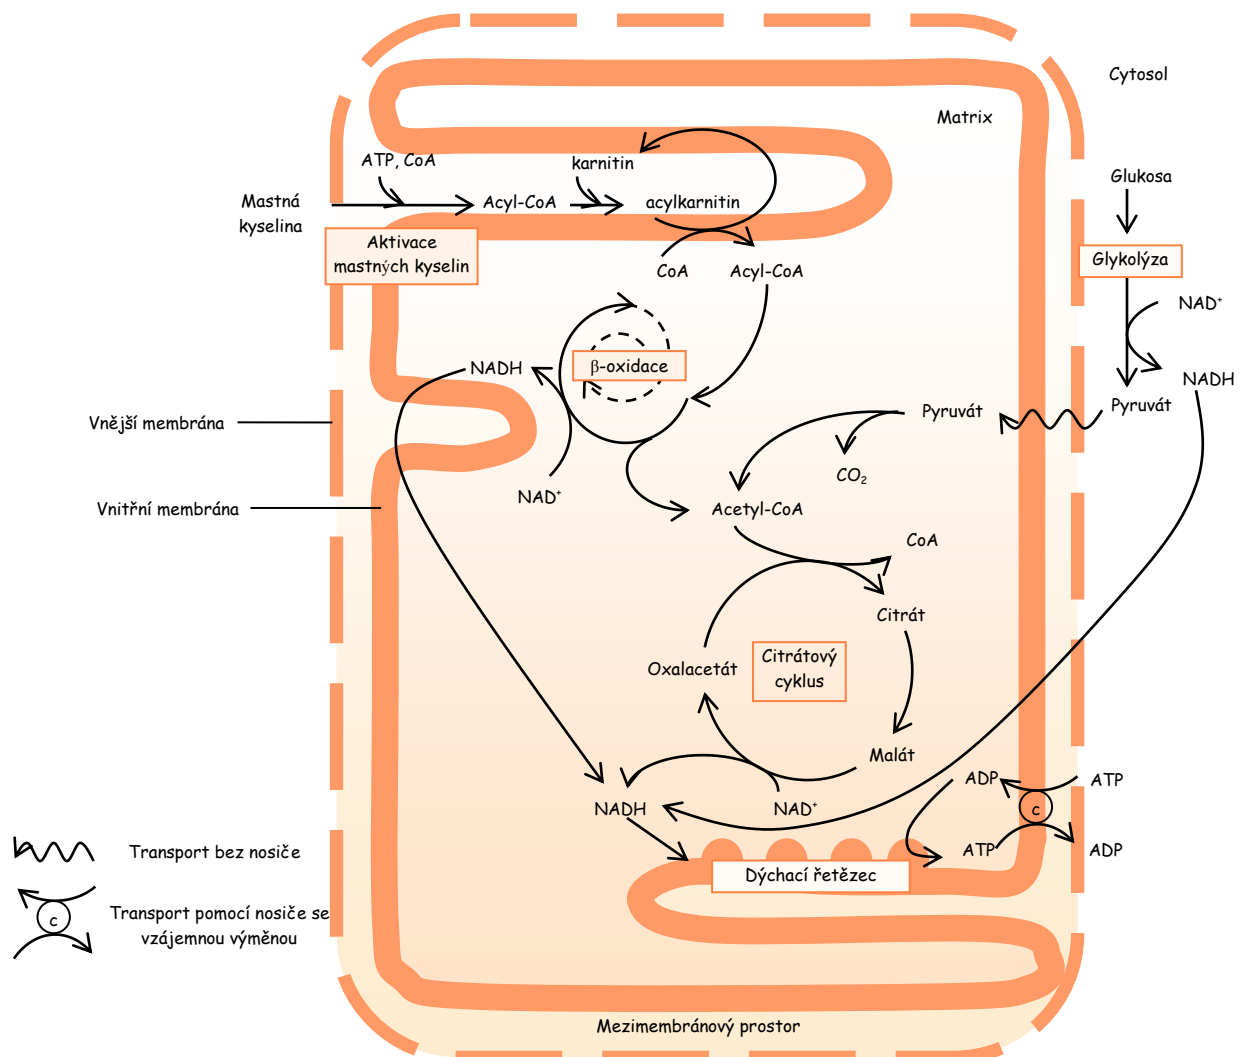 Cytosol
Matrix
ATP, CoA
karnitin
Glukosa
Mastná
kyselina
Acyl-CoA
acylkarnitin
Aktivace
mastných kyselin
CoA
Acyl-CoA
Glykolýza
NAD⁺
NADH
β-oxidace
NADH
Pyruvát
Pyruvát
Vnější membrána
CO₂
NAD⁺
Vnitřní membrána
Acetyl-CoA
CoA
Citrát
Oxalacetát
Citrátový
cyklus
Malát
ADP
ATP
NADH
NAD⁺
c
Transport bez nosiče
ATP
ADP
Dýchací řetězec
c
Transport pomocí nosiče se
vzájemnou výměnou
Mezimembránový prostor